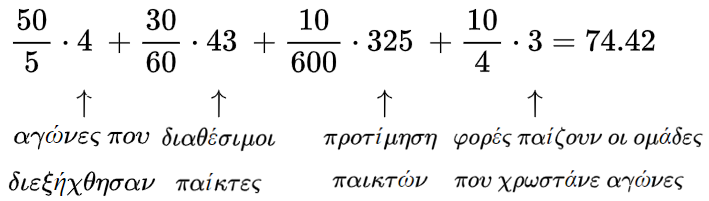 50/5 · 4 + 30/60 · 43 + 10/600 · 325 + 10/4 · 3 = 74.42
↑ ↑ ↑ ↑
αγώνες που διαθέσιμοι προτίμηση φορές παίζουν οι ομάδες
διεξήχθησαν παίκτες παικτών που χρωστάνε αγώνες